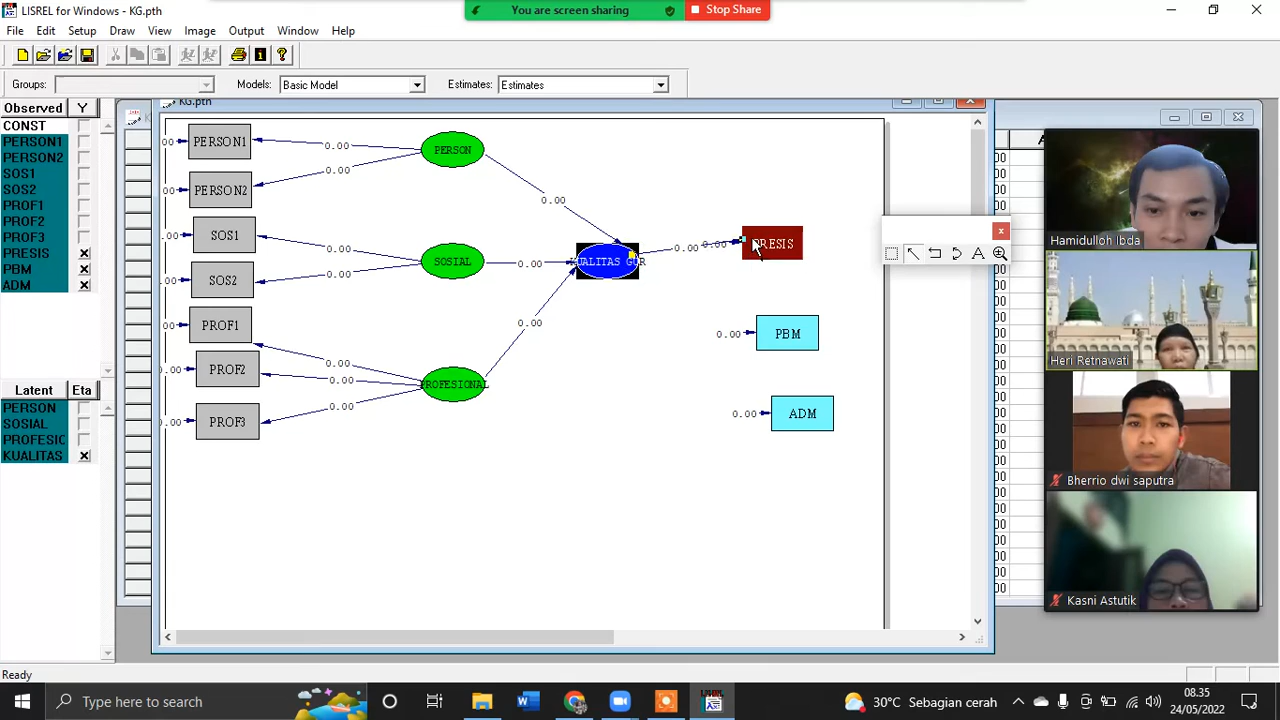 LISREL for Windows - KG.pth
You are screen sharing
Stop Share
File Edit Setup Draw View Image Output Window Help
Groups:
Models: Basic Model
Estimates: Estimates
Observed Y
CONST
PERSON1
PERSON2
SOS1
SOS2
PROF1
PROF2
PROF3
PRESIS
PBM
ADM
Latent Eta
PERSON
SOSIAL
PROFESIC
KUALITAS
KG.pth
PERSON1
0.00
PERSON
PERSON2
0.00
0.00
SOS1
0.00
SOSIAL
0.00
0.00
0.00
PRESIS
SOS2
0.00
0.00
PROF1
0.00
PBM
PROF2
0.00
0.00
PROFESIONAL
PROF3
0.00
0.00
ADM
0.00
Hamidulloh Ibda
Heri Retnawati
Bherrio dwi saputra
Kasni Astutik
Ready
Type here to search
30°C Sebagian cerah
08.35
24/05/2022